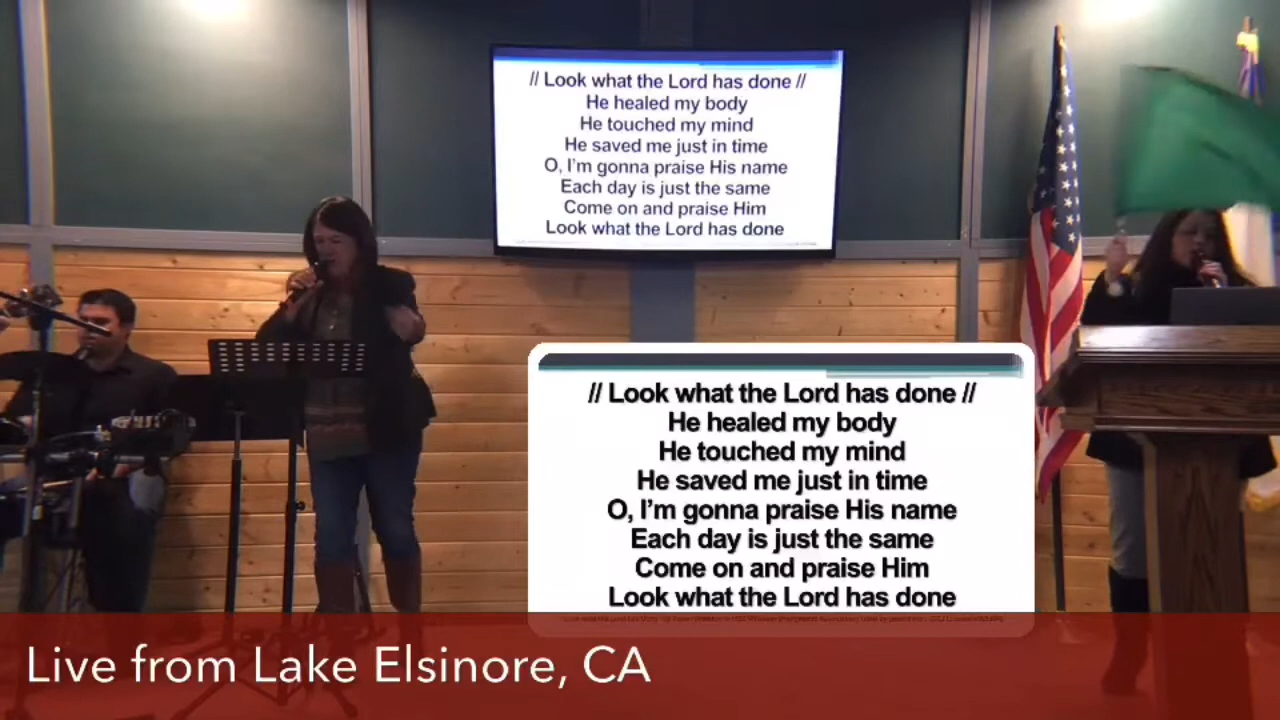 // Look what the Lord has done //
He healed my body
He touched my mind
He saved me just in time
O, I'm gonna praise His name
Each day is just the same
Come on and praise Him
Look what the Lord has done
// Look what the Lord has done //
He healed my body
He touched my mind
He saved me just in time
O, I'm gonna praise His name
Each day is just the same
Come on and praise Him
Look what the Lord has done
Live from Lake Elsinore, CA